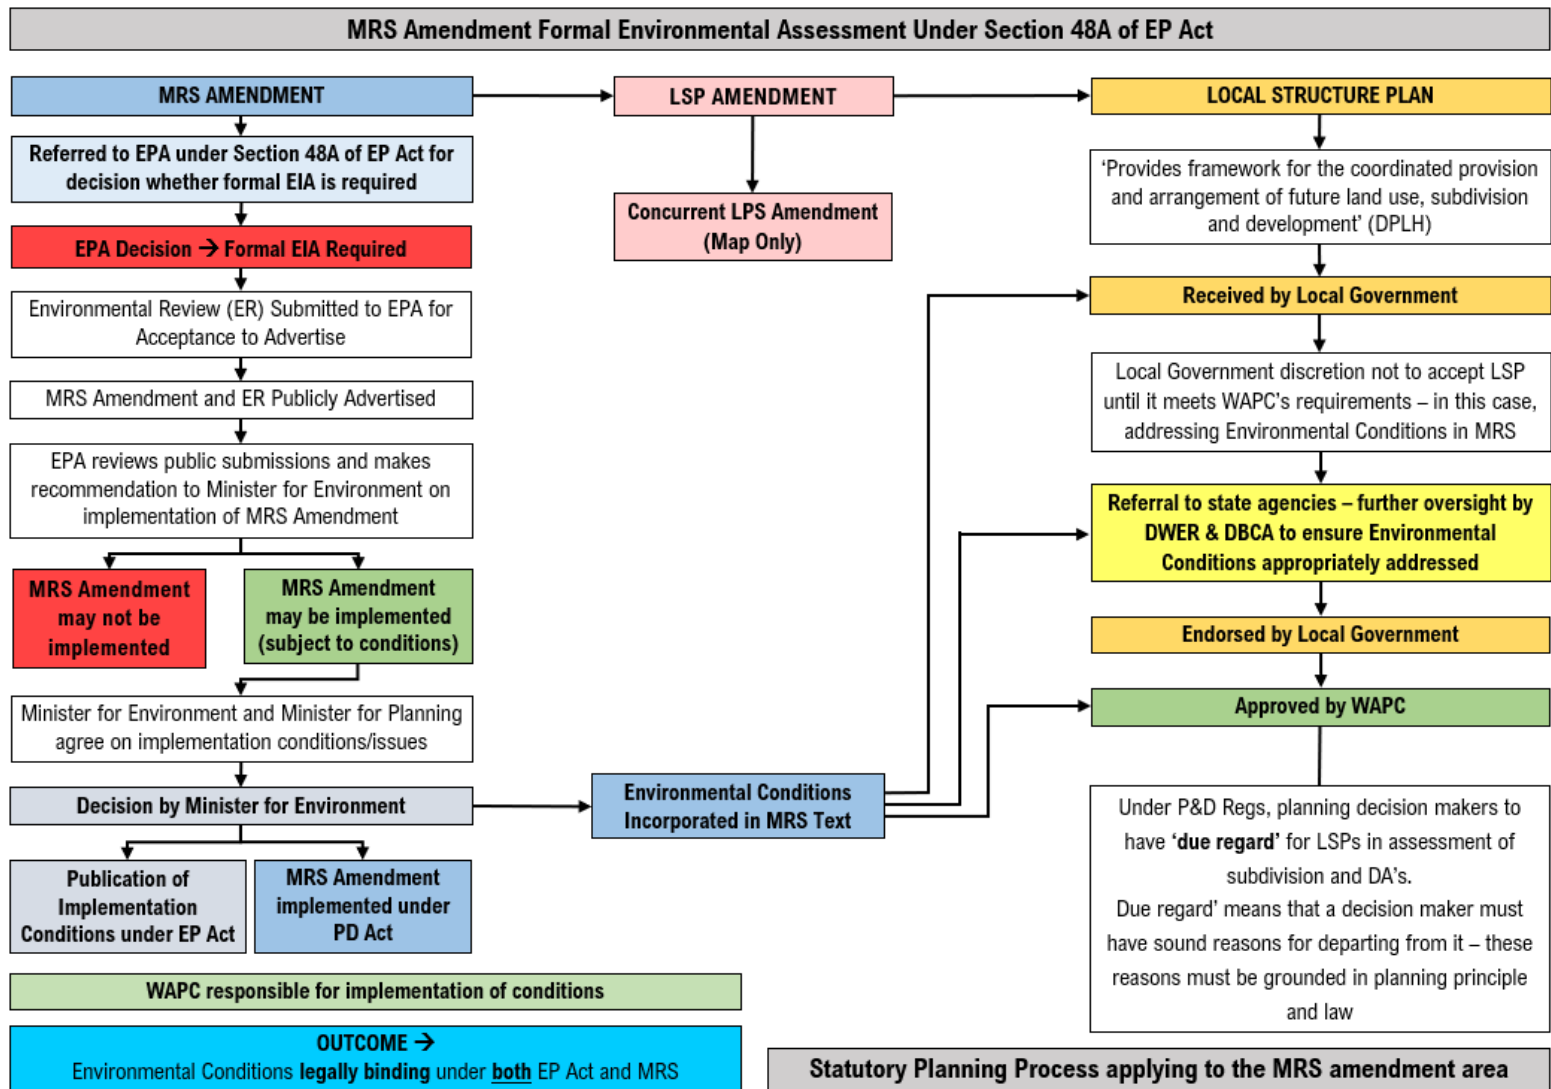 MRS Amendment Formal Environmental Assessment Under Section 48A of EP Act
MRS AMENDMENT
Referred to EPA under Section 48A of EP Act for
decision whether formal EIA is required
EPA Decision → Formal EIA Required
Environmental Review (ER) Submitted to EPA for
Acceptance to Advertise
MRS Amendment and ER Publicly Advertised
EPA reviews public submissions and makes
recommendation to Minister for Environment on
implementation of MRS Amendment
MRS Amendment
may not be
implemented
MRS Amendment
may be implemented
(subject to conditions)
Minister for Environment and Minister for Planning
agree on implementation conditions/issues
Decision by Minister for Environment
Publication of
Implementation
Conditions under EP Act
MRS Amendment
implemented under
PD Act
WAPC responsible for implementation of conditions
OUTCOME →
Environmental Conditions legally binding under both EP Act and MRS
LSP AMENDMENT
Concurrent LPS Amendment
(Map Only)
Environmental Conditions
Incorporated in MRS Text
LOCAL STRUCTURE PLAN
‘Provides framework for the coordinated provision
and arrangement of future land use, subdivision
and development’ (DPLH)
Received by Local Government
Local Government discretion not to accept LSP
until it meets WAPC’s requirements – in this case,
addressing Environmental Conditions in MRS
Referral to state agencies – further oversight by
DWER & DBCA to ensure Environmental
Conditions appropriately addressed
Endorsed by Local Government
Approved by WAPC
Under P&D Regs, planning decision makers to
have ‘due regard’ for LSPs in assessment of
subdivision and DA’s.
Due regard’ means that a decision maker must
have sound reasons for departing from it – these
reasons must be grounded in planning principle
and law
Statutory Planning Process applying to the MRS amendment area